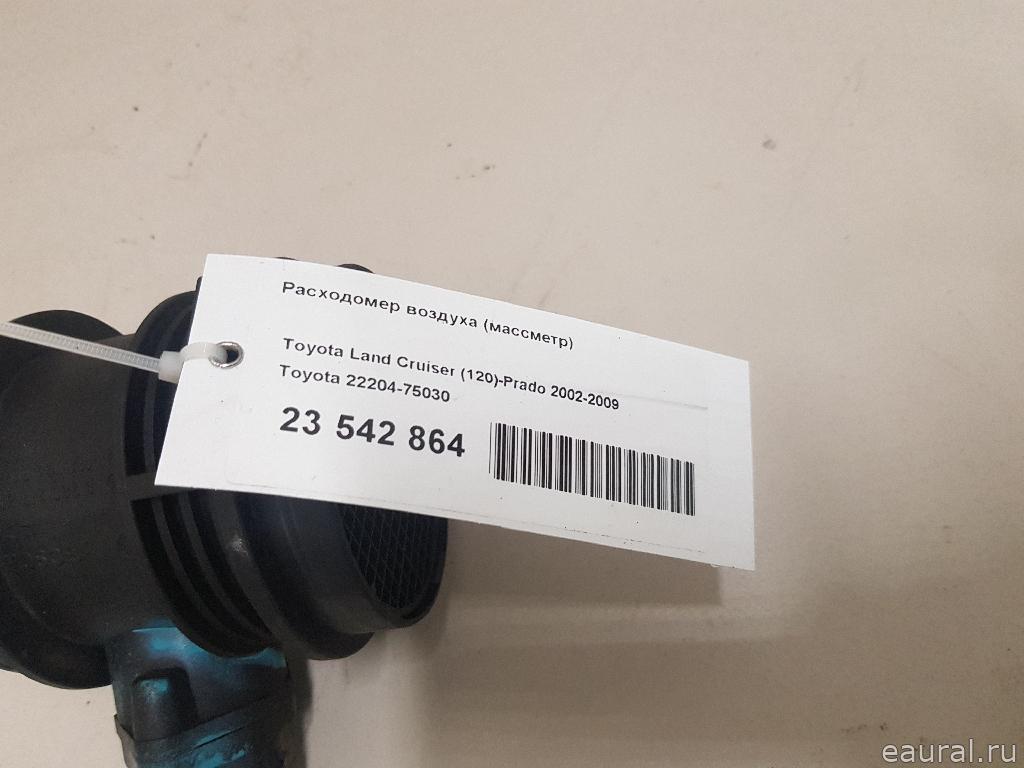 Расходомер воздуха (массметр)
Toyota Land Cruiser (120)-Prado 2002-2009
Toyota 22204-75030
23 542 864
eaural.ru